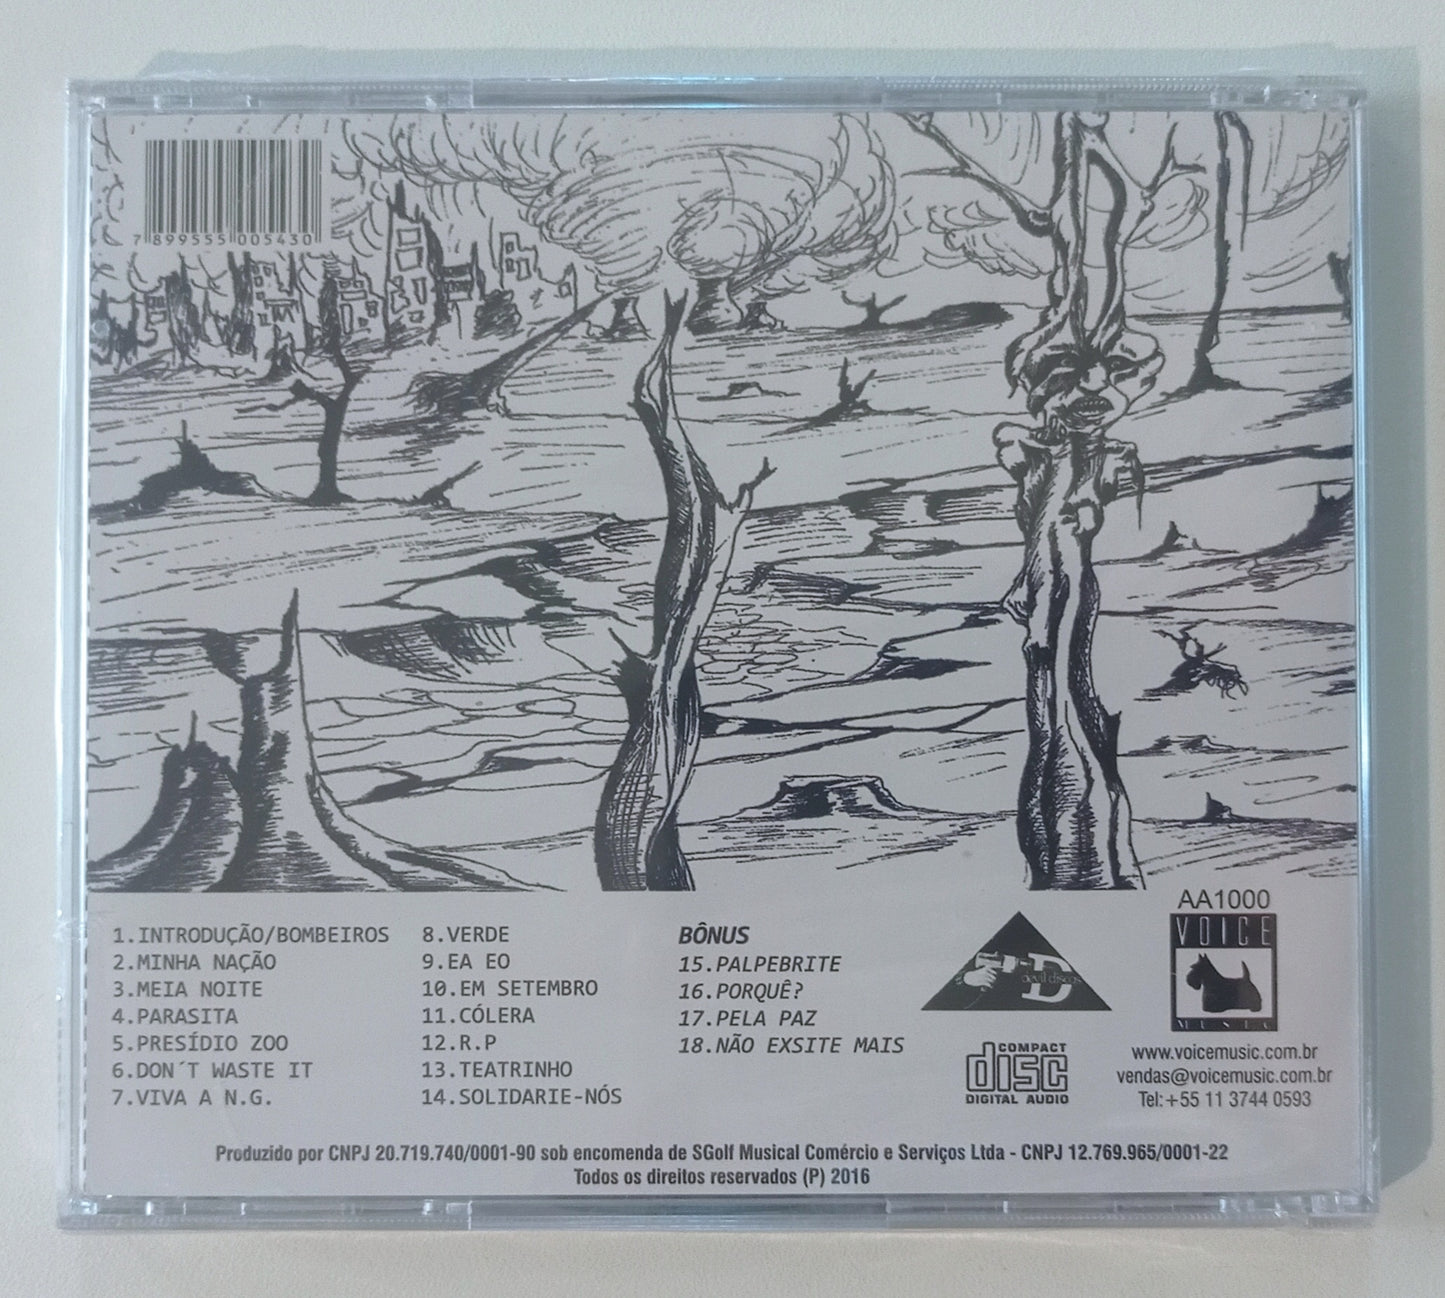 7 899555 005430
1.INTRODUÇÃO/BOMBEIROS
2.MINHA NAÇÃO
3.MEIA NOITE
4.PARASITA
5.PRESÍDIO ZOO
6.DON´T WASTE IT
7.VIVA A N.G.
8.VERDE
9.EA EO
10.EM SETEMBRO
11.CÓLERA
12.R.P
13.TEATRINHO
14.SOLIDARIE-NÓS
BÔNUS
15.PALPEBRITE
16.PORQUÊ?
17.PELA PAZ
18.NÃO EXSITE MAIS
D
devil discos
COMPACT
disc
DIGITAL AUDIO
AA1000
VOICE
MUSIC
www.voicemusic.com.br
vendas@voicemusic.com.br
Tel:+55 11 3744 0593
Produzido por CNPJ 20.719.740/0001-90 sob encomenda de SGolf Musical Comércio e Serviços Ltda - CNPJ 12.769.965/0001-22
Todos os direitos reservados (P) 2016